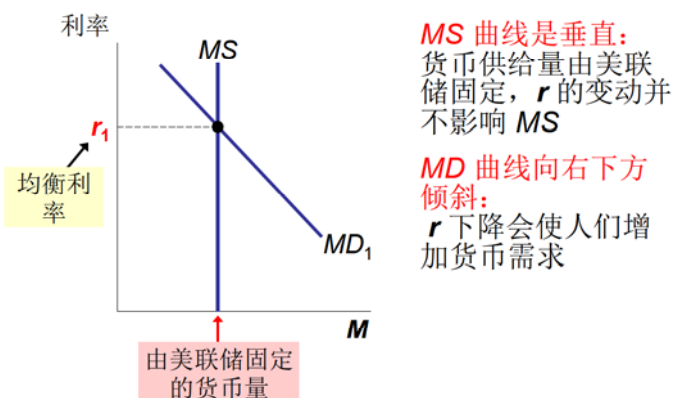 利率
MS
r1
均衡利
率
MD1
M
由美联储固定
的货币量
MS 曲线是垂直：
货币供给量由美联
储固定，r 的变动并
不影响 MS
MD 曲线向右下方
倾斜：
r 下降会使人们增
加货币需求